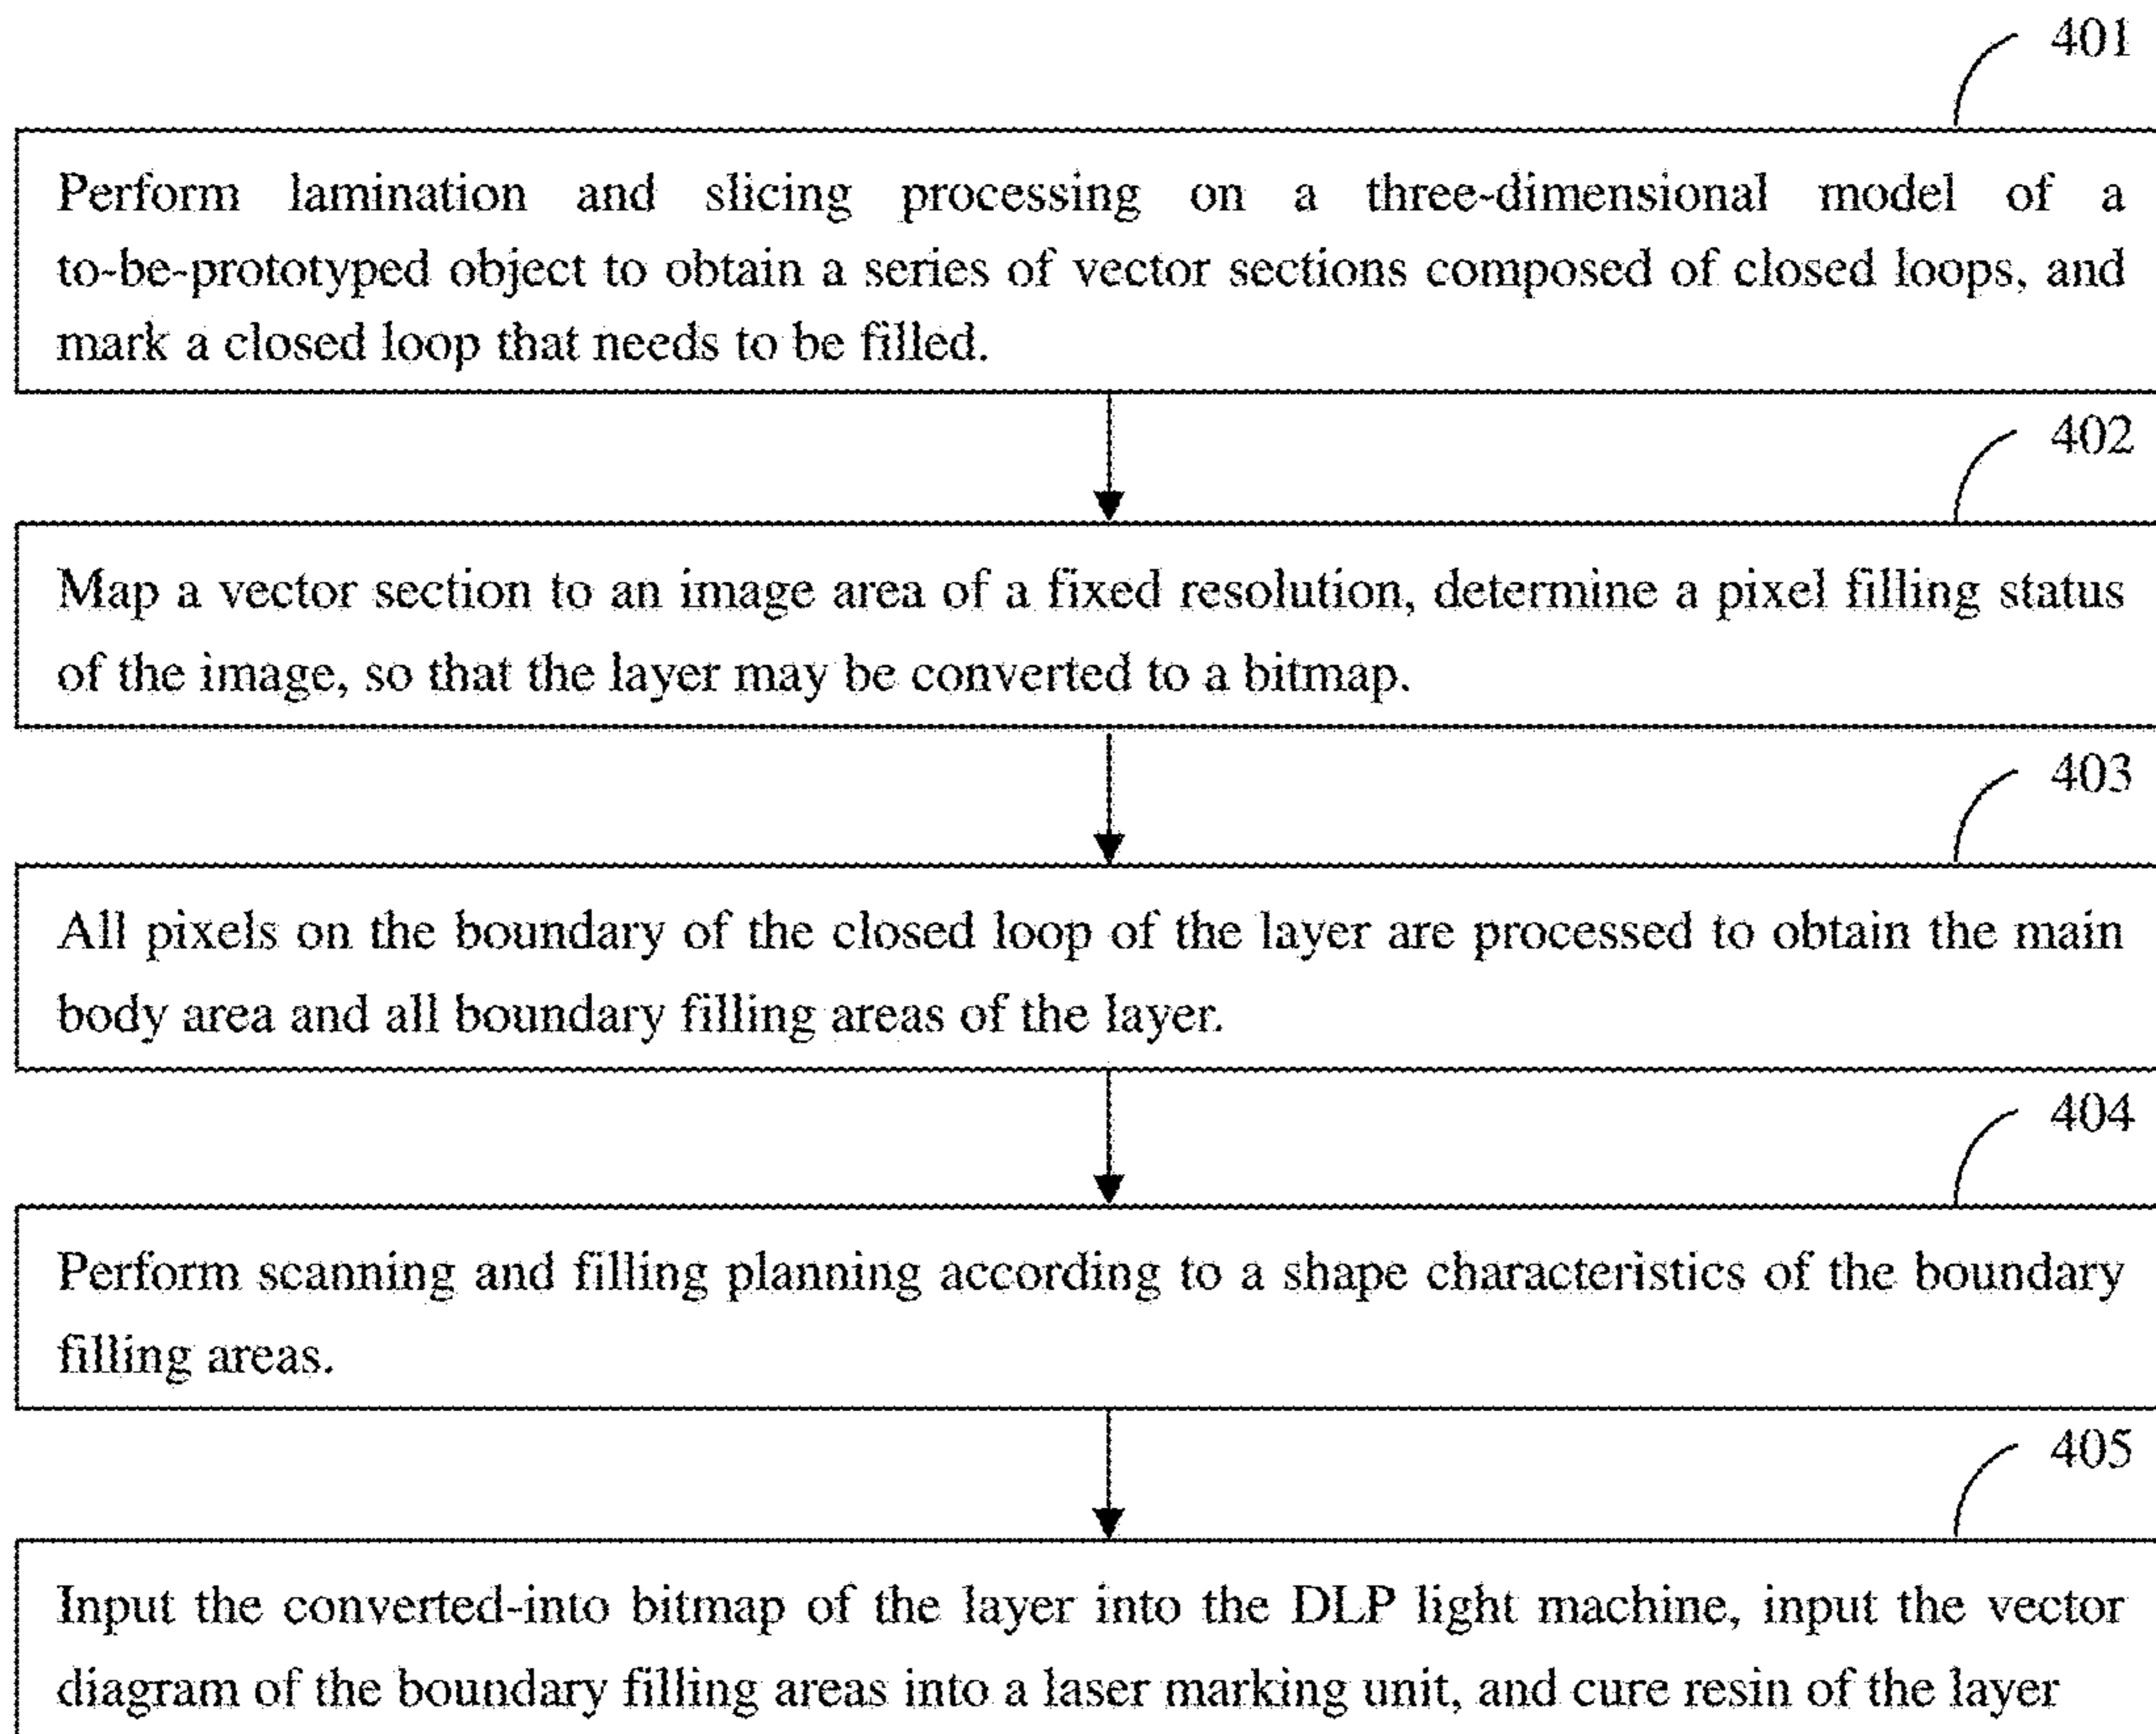 401
Perform lamination and slicing processing on a three-dimensional model of a
to-be-prototyped object to obtain a series of vector sections composed of closed loops, and
mark a closed loop that needs to be filled.
402
Map a vector section to an image area of a fixed resolution, determine a pixel filling status
of the image, so that the layer may be converted to a bitmap.
403
All pixels on the boundary of the closed loop of the layer are processed to obtain the main
body area and all boundary filling areas of the layer.
404
Perform scanning and filling planning according to a shape characteristics of the boundary
filling areas.
405
Input the converted-into bitmap of the layer into the DLP light machine, input the vector
diagram of the boundary filling areas into a laser marking unit, and cure resin of the layer